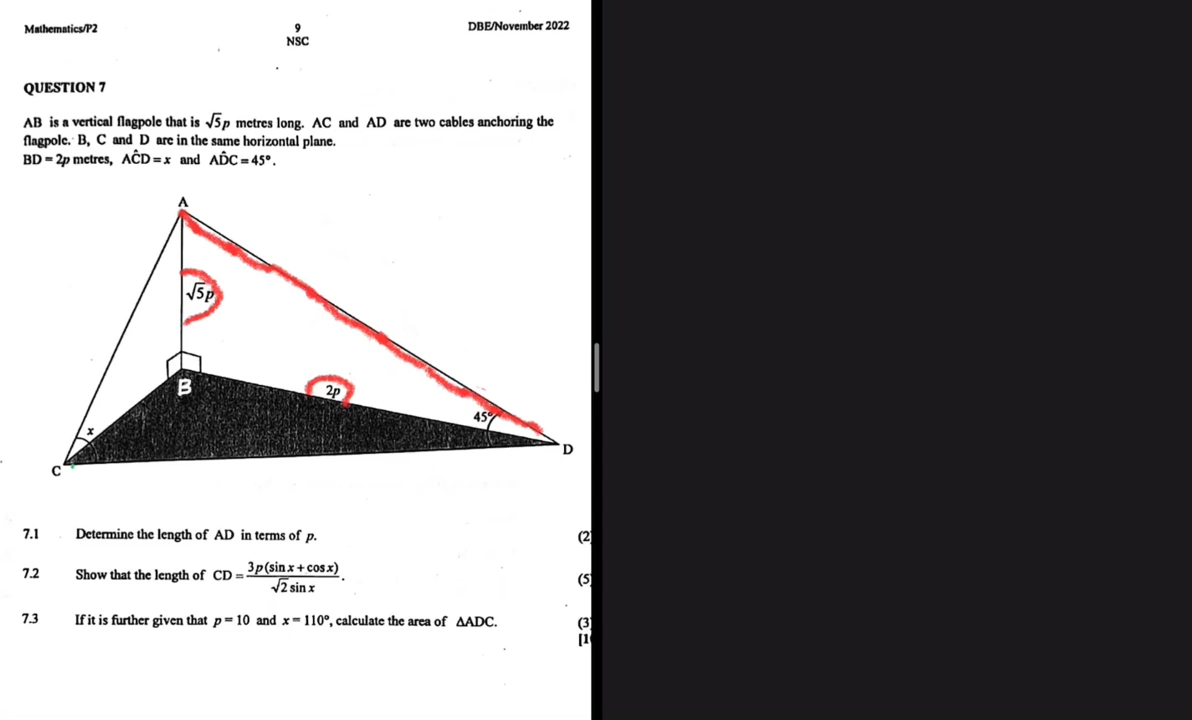 Mathematics/P2
9
NSC
DBE/November 2022
QUESTION 7
AB is a vertical flagpole that is √5p metres long. AC and AD are two cables anchoring the
flagpole. B, C and D are in the same horizontal plane.
BD = 2p metres, AĈD = x and AD̂C = 45°.
A
√5p
B
2p
45°
x
C
D
7.1 Determine the length of AD in terms of p. (2
7.2 Show that the length of CD = 3p(sin x + cos x) / √2 sin x . (5
7.3 If it is further given that p = 10 and x = 110°, calculate the area of ΔADC. (3
[1